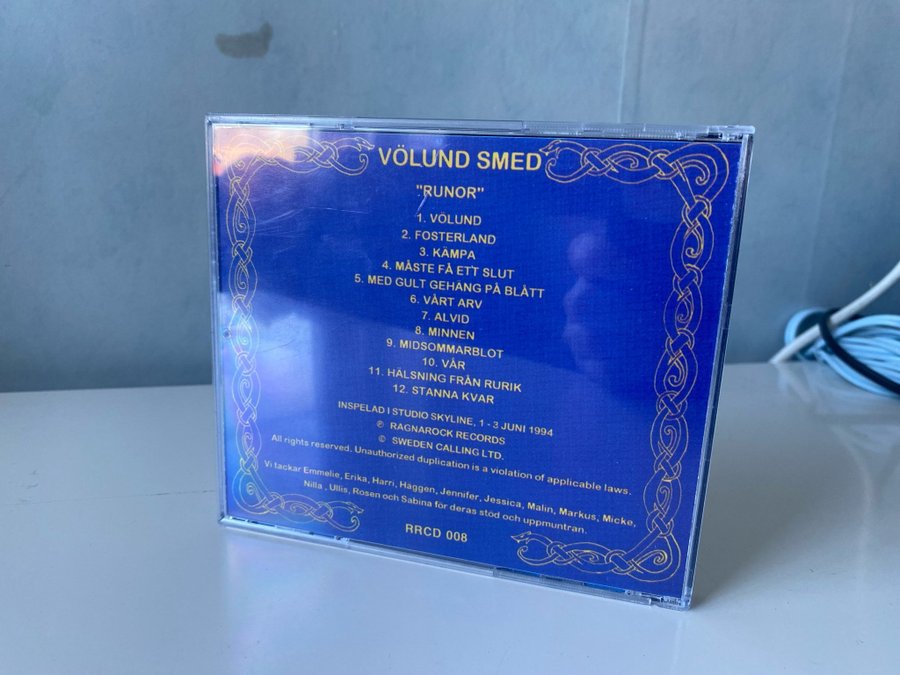 VÖLUND SMED
"RUNOR"
1. VÖLUND
2. FOSTERLAND
3. KÄMPA
4. MÅSTE FÅ ETT SLUT
5. MED GULT GEHÄNG PÅ BLÅTT
6. VÅRT ARV
7. ALVID
8. MINNEN
9. MIDSOMMARBLOT
10. VÅR
11. HÄLSNING FRÅN RURIK
12. STANNA KVAR
INSPELAD I STUDIO SKYLINE, 1 - 3 JUNI 1994
℗ RAGNAROCK RECORDS
© SWEDEN CALLING LTD.
All rights reserved. Unauthorized duplication is a violation of applicable laws.
Vi tackar Emmelie, Erika, Harri, Häggen, Jennifer, Jessica, Malin, Markus, Micke,
Nilla , Ullis, Rosen och Sabina för deras stöd och uppmuntran.
RRCD 008